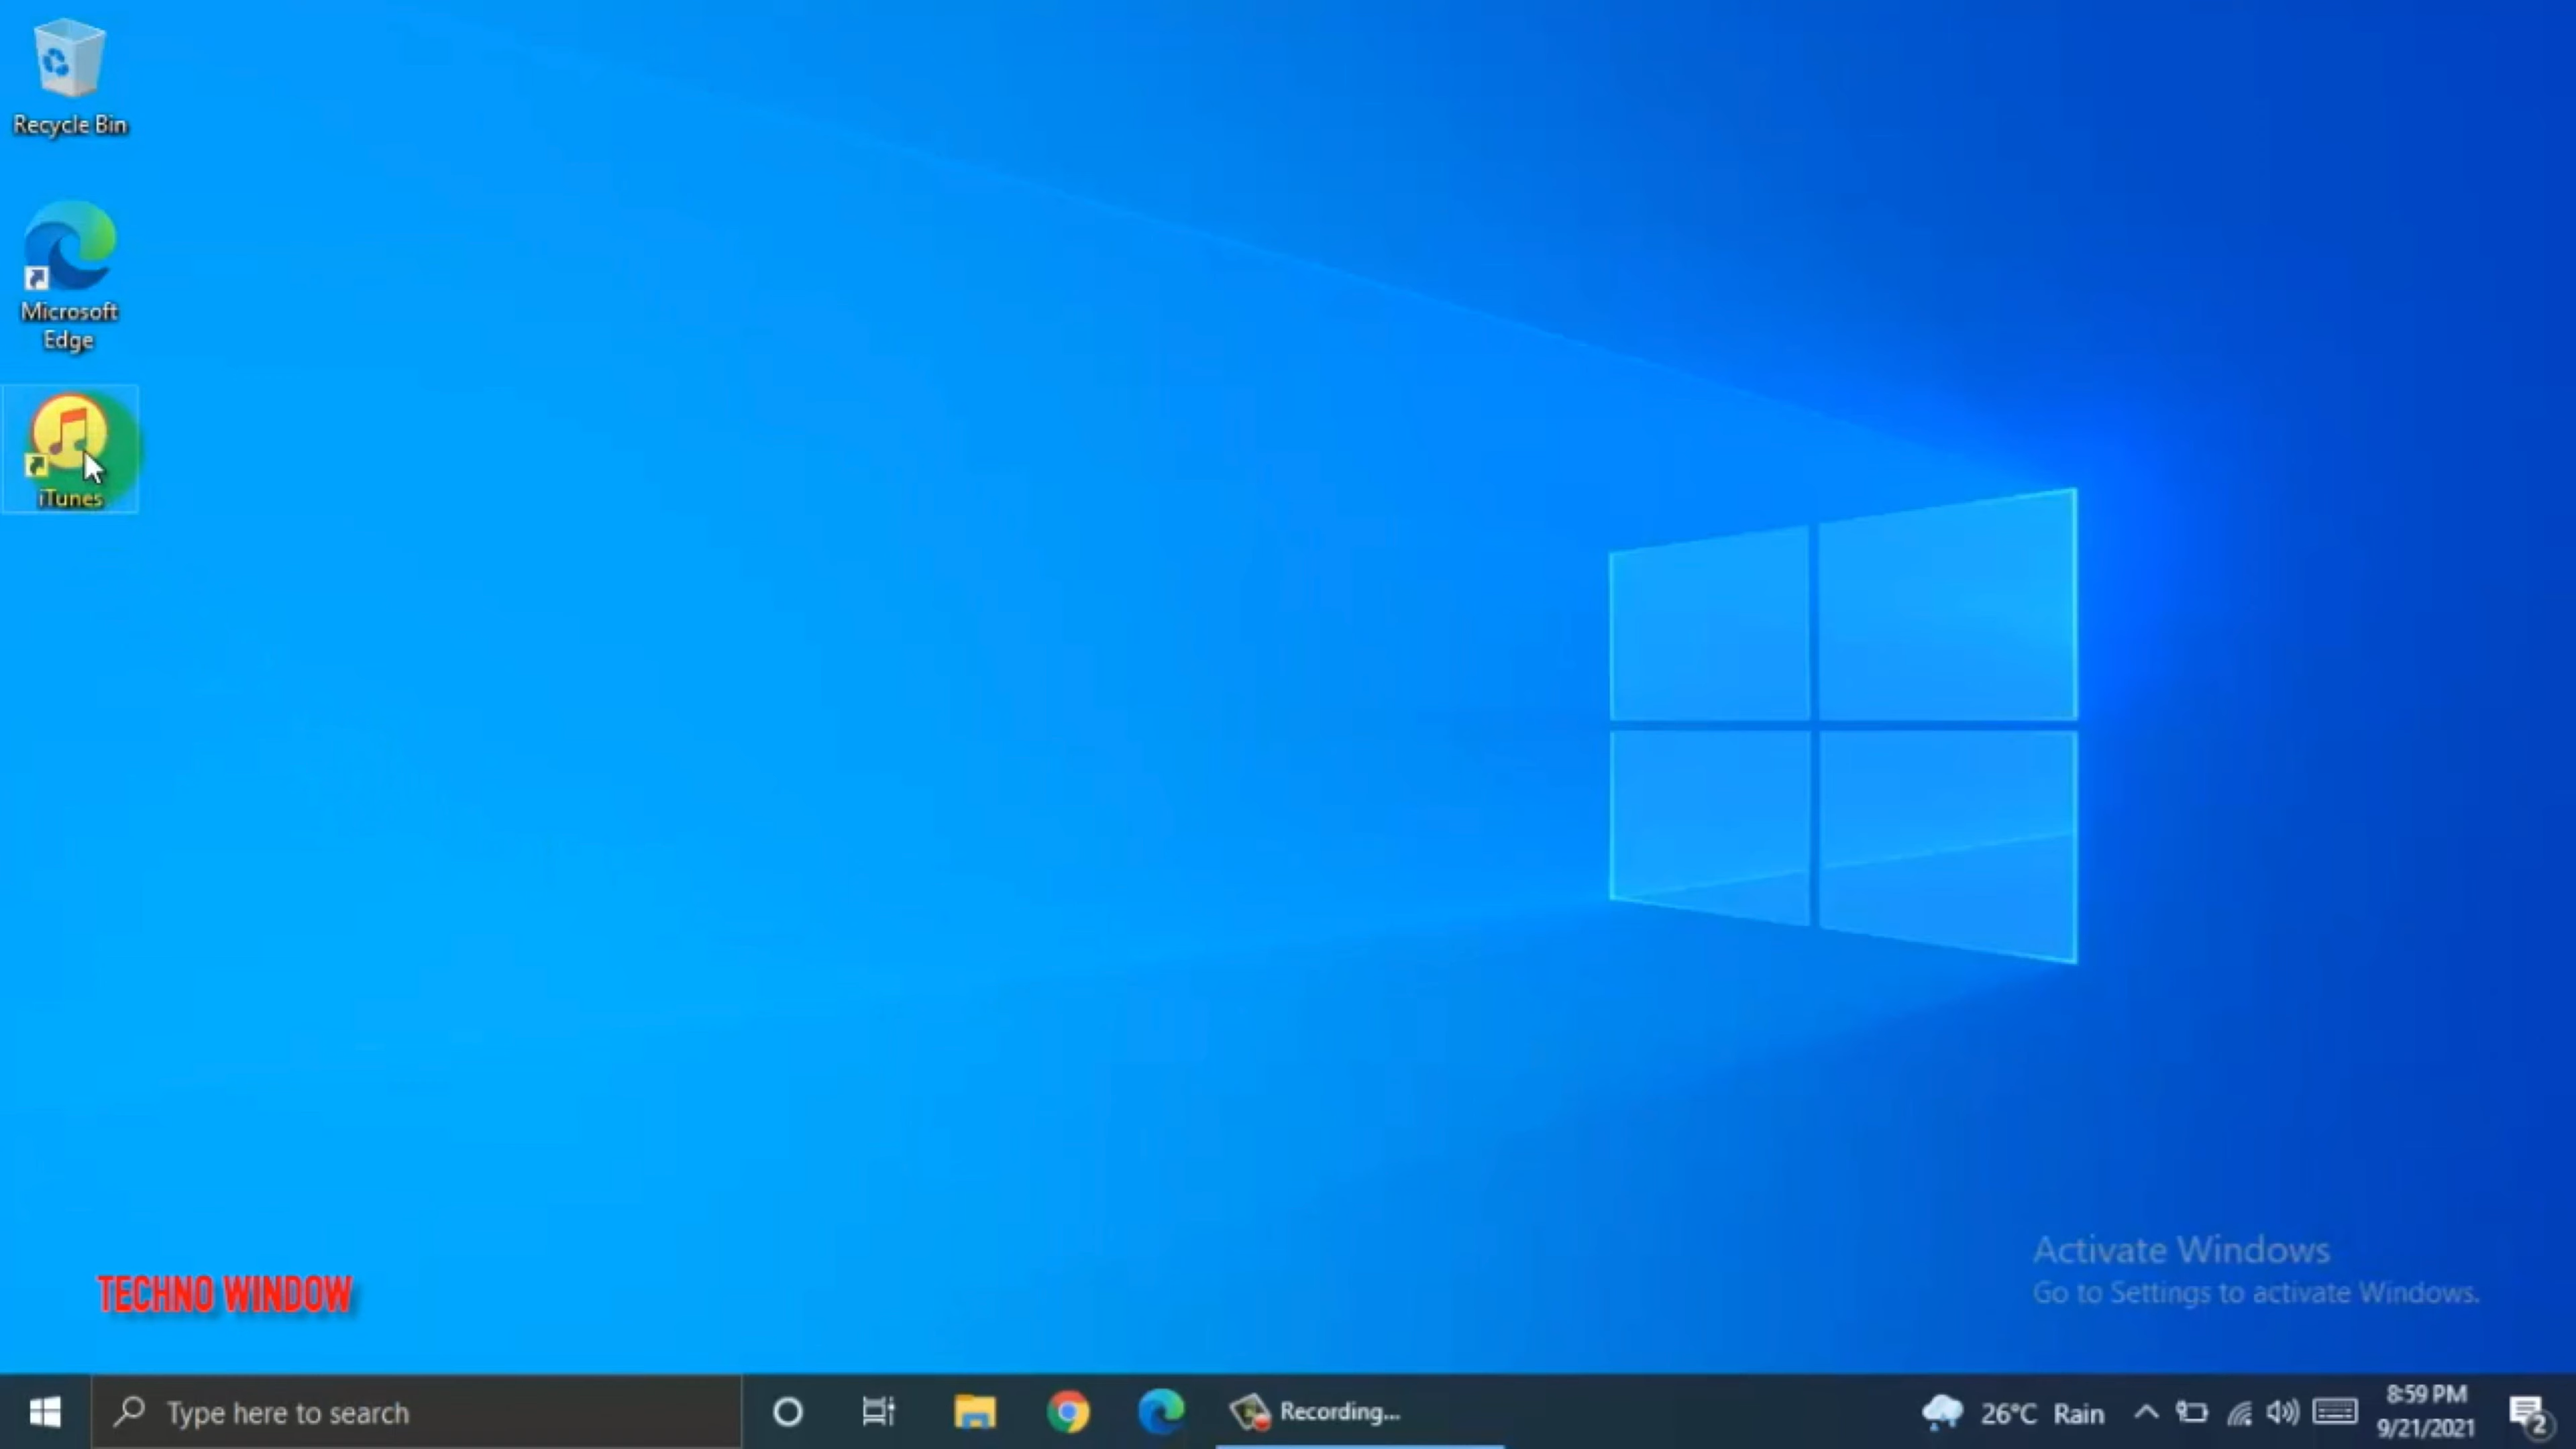 Recycle Bin
Microsoft
Edge
iTunes
TECHNO WINDOW
Activate Windows
Go to Settings to activate Windows.
Type here to search
Recording...
26°C Rain
8:59 PM
9/21/2021
2